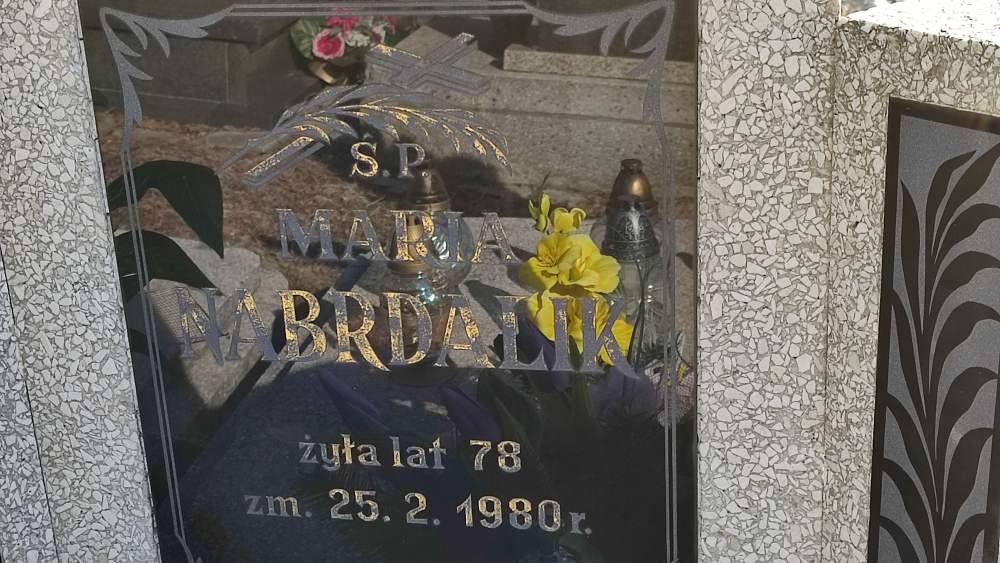 Ś.P.
MARIA
NABRDALIK
żyła lat 78
zm. 25. 2. 1980 r.